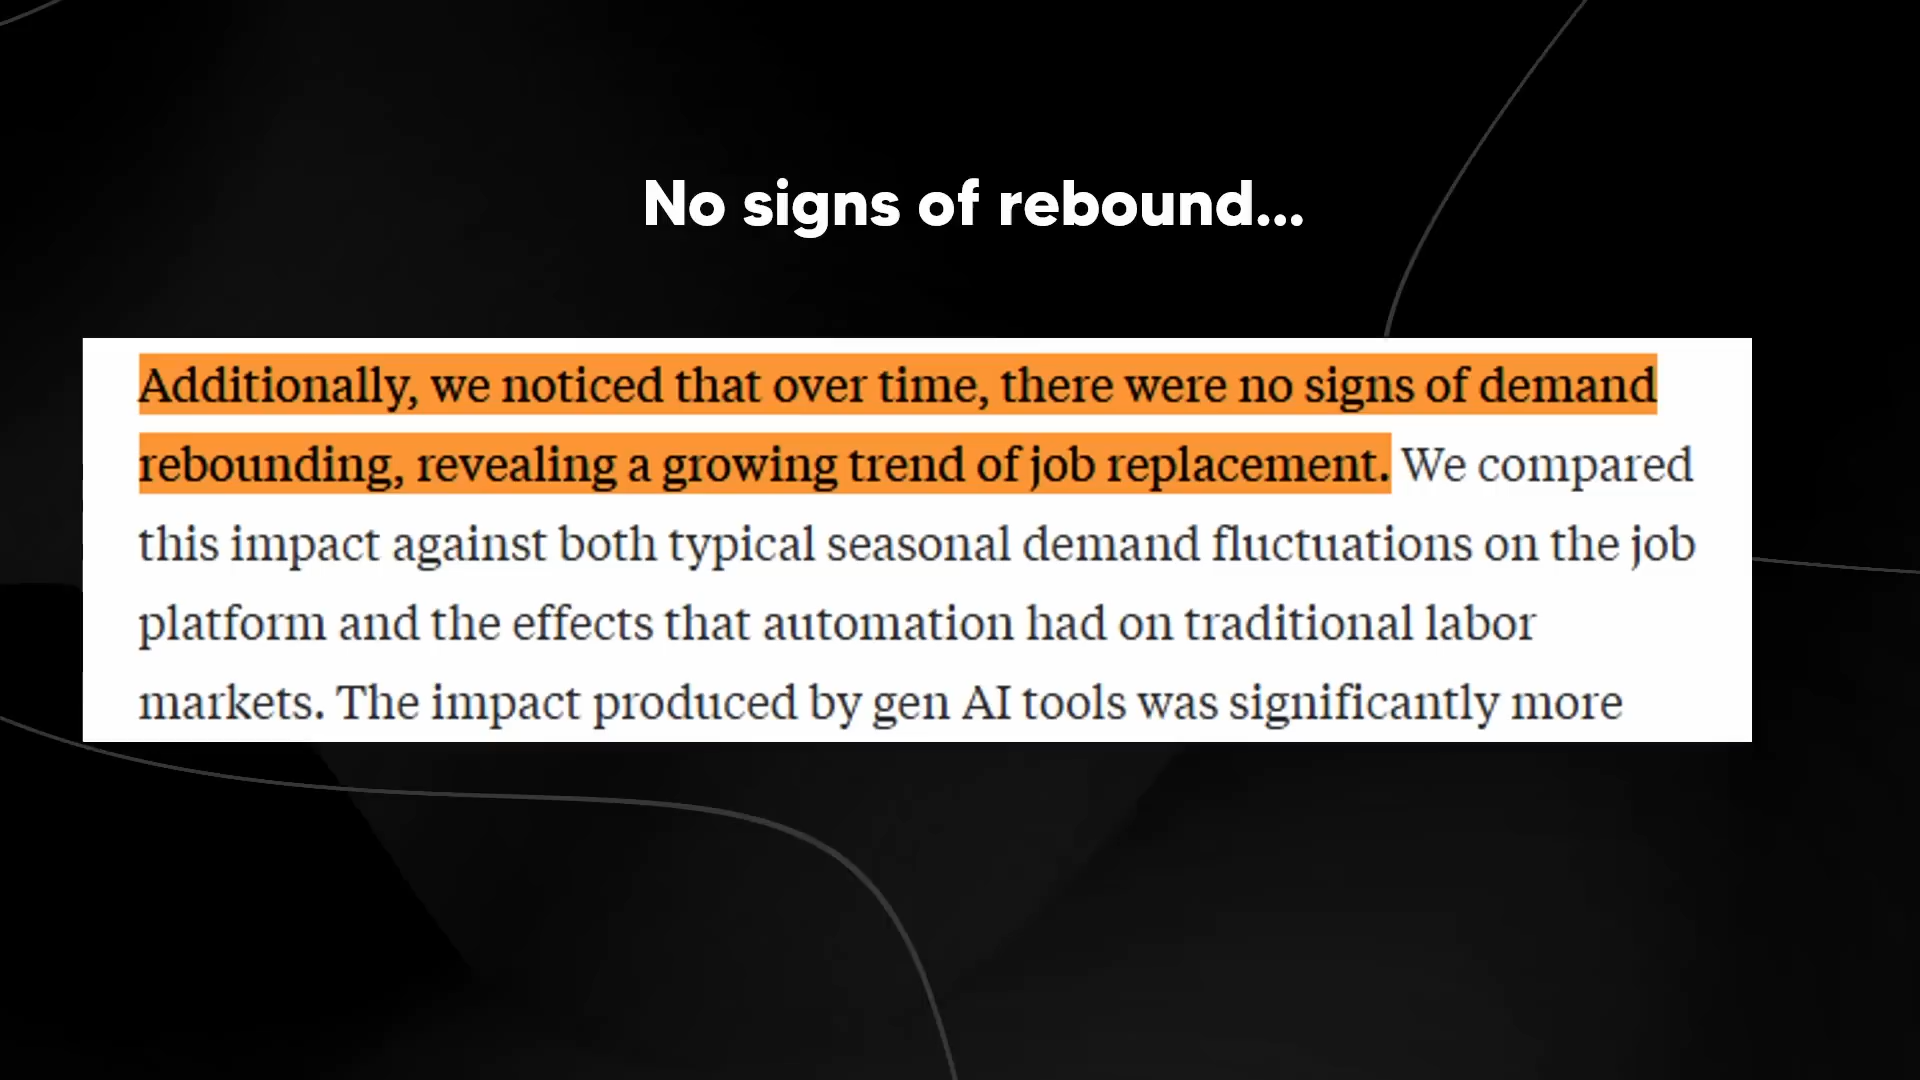 No signs of rebound...
Additionally, we noticed that over time, there were no signs of demand
rebounding, revealing a growing trend of job replacement. We compared
this impact against both typical seasonal demand fluctuations on the job
platform and the effects that automation had on traditional labor
markets. The impact produced by gen AI tools was significantly more